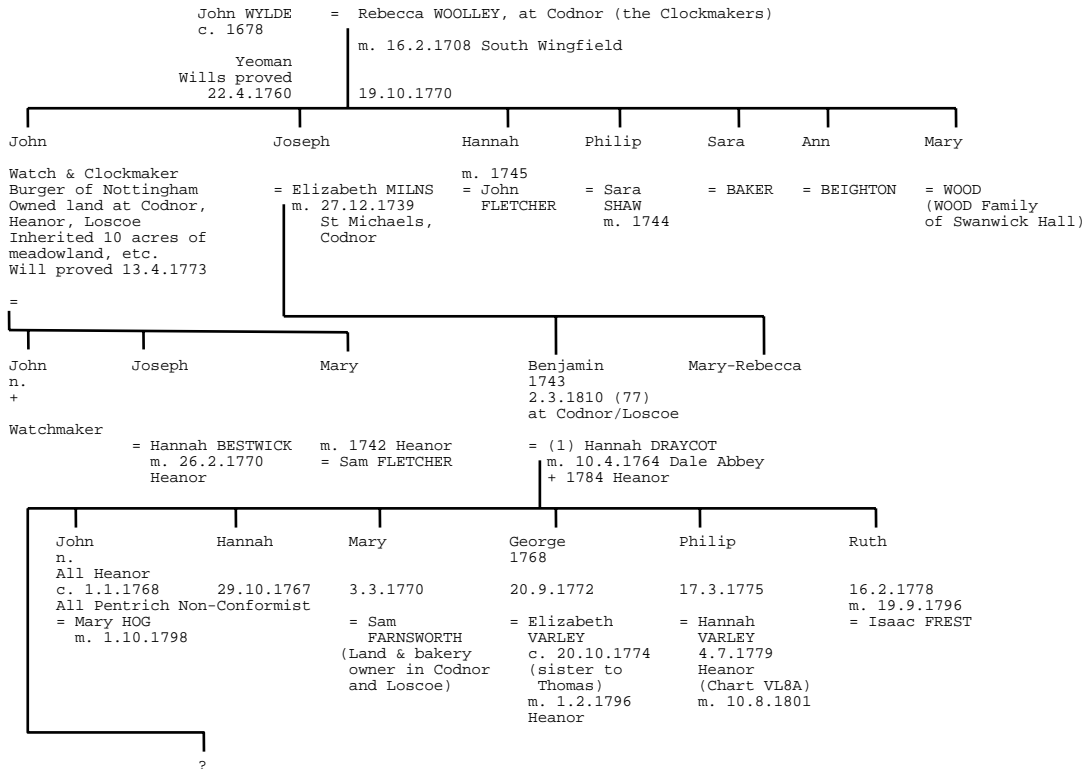 John WYLDE = Rebecca WOOLLEY, at Codnor (the Clockmakers)
c. 1678
m. 16.2.1708 South Wingfield
Yeoman
Wills proved
22.4.1760 19.10.1770
John Joseph Hannah Philip Sara Ann Mary
Watch & Clockmaker m. 1745
Burger of Nottingham = Elizabeth MILNS = John = Sara = BAKER = BEIGHTON = WOOD
Owned land at Codnor, m. 27.12.1739 FLETCHER SHAW (WOOD Family
Heanor, Loscoe St Michaels, m. 1744 of Swanwick Hall)
Inherited 10 acres of Codnor
meadowland, etc.
Will proved 13.4.1773
=
John Joseph Mary Benjamin Mary-Rebecca
n. 1743
+ 2.3.1810 (77)
at Codnor/Loscoe
Watchmaker
= Hannah BESTWICK m. 1742 Heanor = (1) Hannah DRAYCOT
m. 26.2.1770 = Sam FLETCHER m. 10.4.1764 Dale Abbey
Heanor + 1784 Heanor
John Hannah Mary George Philip Ruth
n. 1768
All Heanor
c. 1.1.1768 29.10.1767 3.3.1770 20.9.1772 17.3.1775 16.2.1778
All Pentrich Non-Conformist m. 19.9.1796
= Mary HOG = Sam = Elizabeth = Hannah = Isaac FREST
m. 1.10.1798 FARNSWORTH VARLEY VARLEY
(Land & bakery c. 20.10.1774 4.7.1779
owner in Codnor (sister to Heanor
and Loscoe) Thomas) (Chart VL8A)
m. 1.2.1796 m. 10.8.1801
Heanor
?